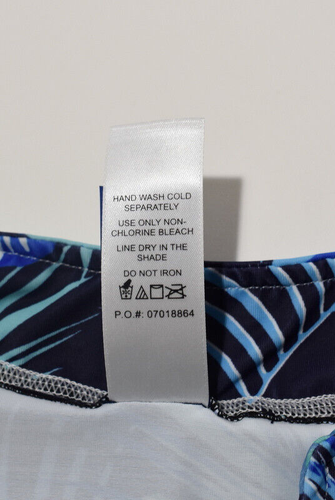 HAND WASH COLD
SEPARATELY
USE ONLY NON-
CHLORINE BLEACH
LINE DRY IN THE
SHADE
DO NOT IRON
P.O.#: 07018864